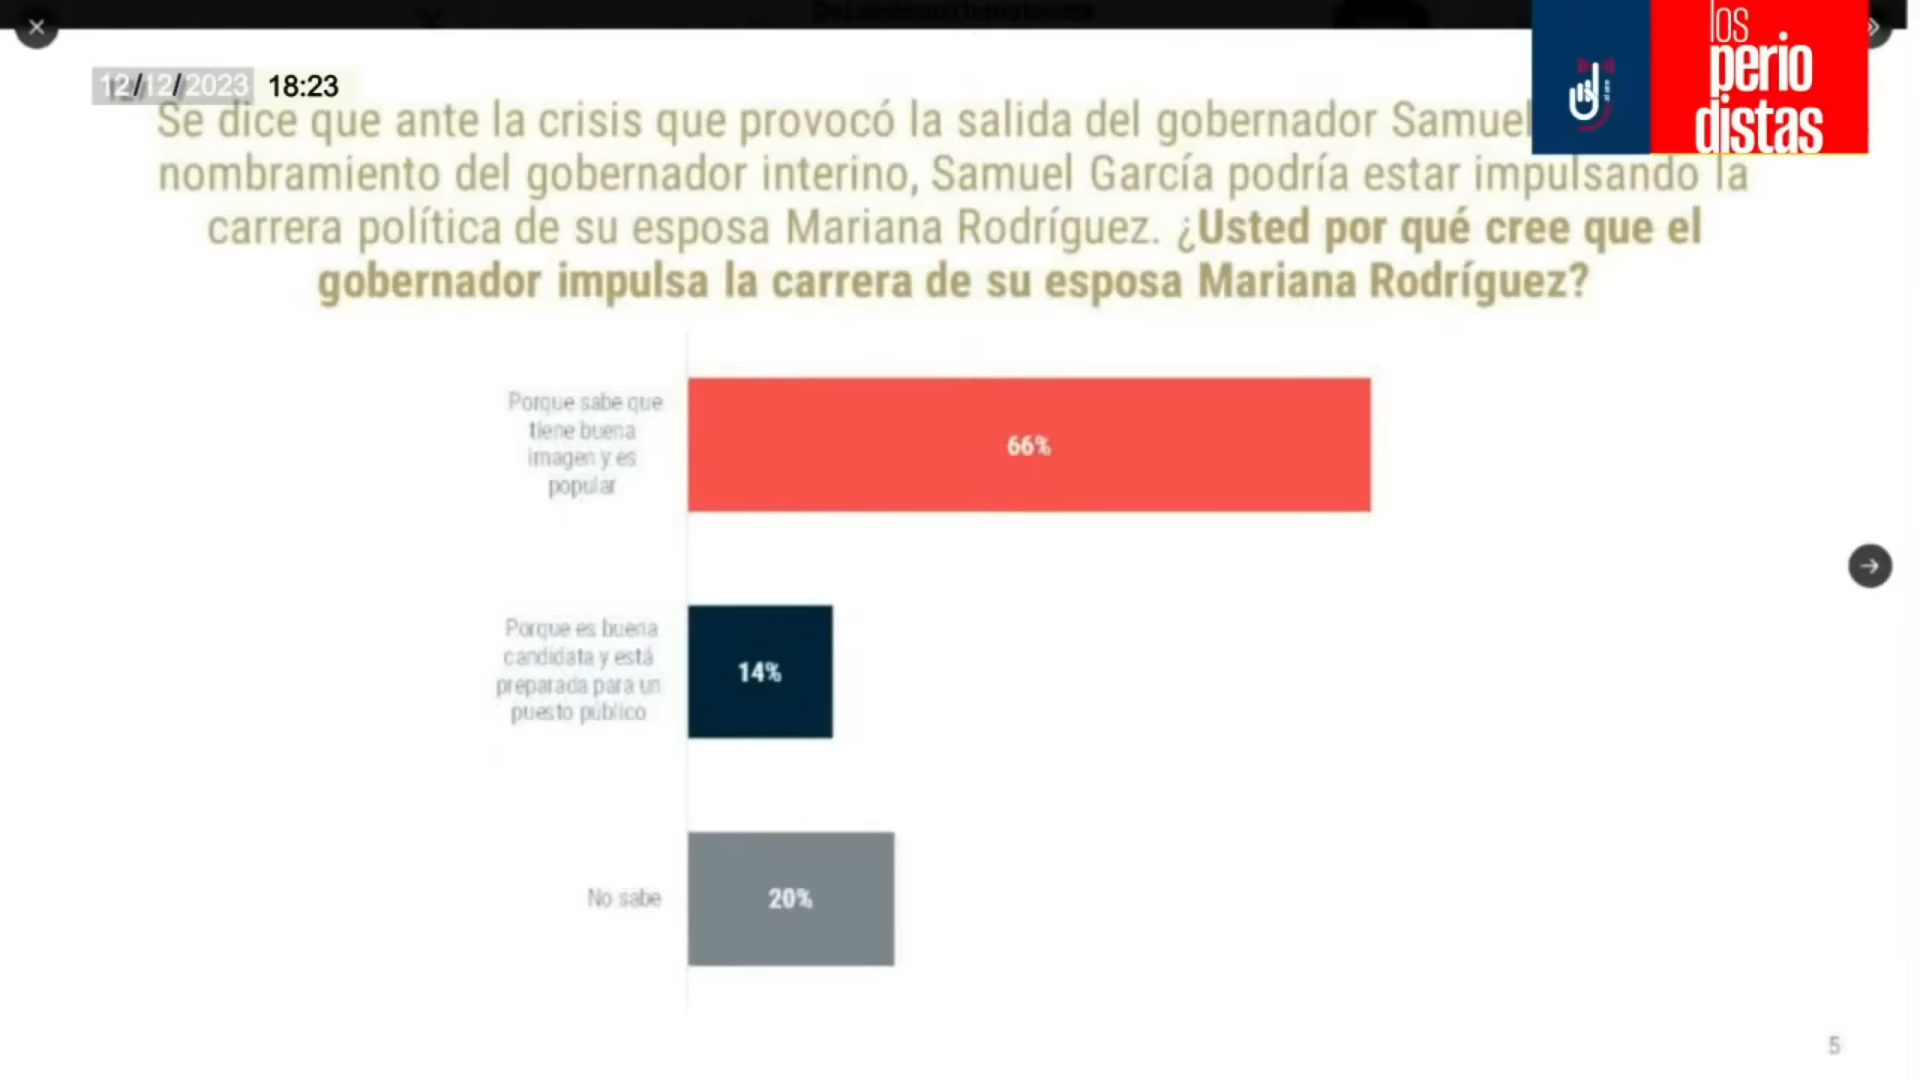 12/12/2023 18:23
los
perio
distas
Se dice que ante la crisis que provocó la salida del gobernador Samuel
nombramiento del gobernador interino, Samuel García podría estar impulsando la
carrera política de su esposa Mariana Rodríguez. ¿Usted por qué cree que el
gobernador impulsa la carrera de su esposa Mariana Rodríguez?
Porque sabe que
tiene buena
imagen y es
popular
66%
Porque es buena
candidata y está
preparada para un
puesto público
14%
No sabe
20%
5